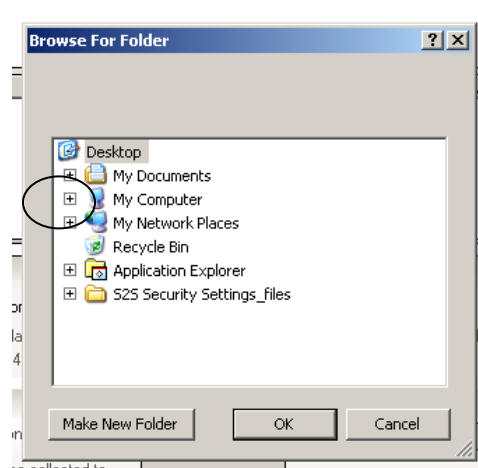 Browse For Folder
Desktop
My Documents
My Computer
My Network Places
Recycle Bin
Application Explorer
S2S Security Settings_files
4
Make New Folder
OK
Cancel